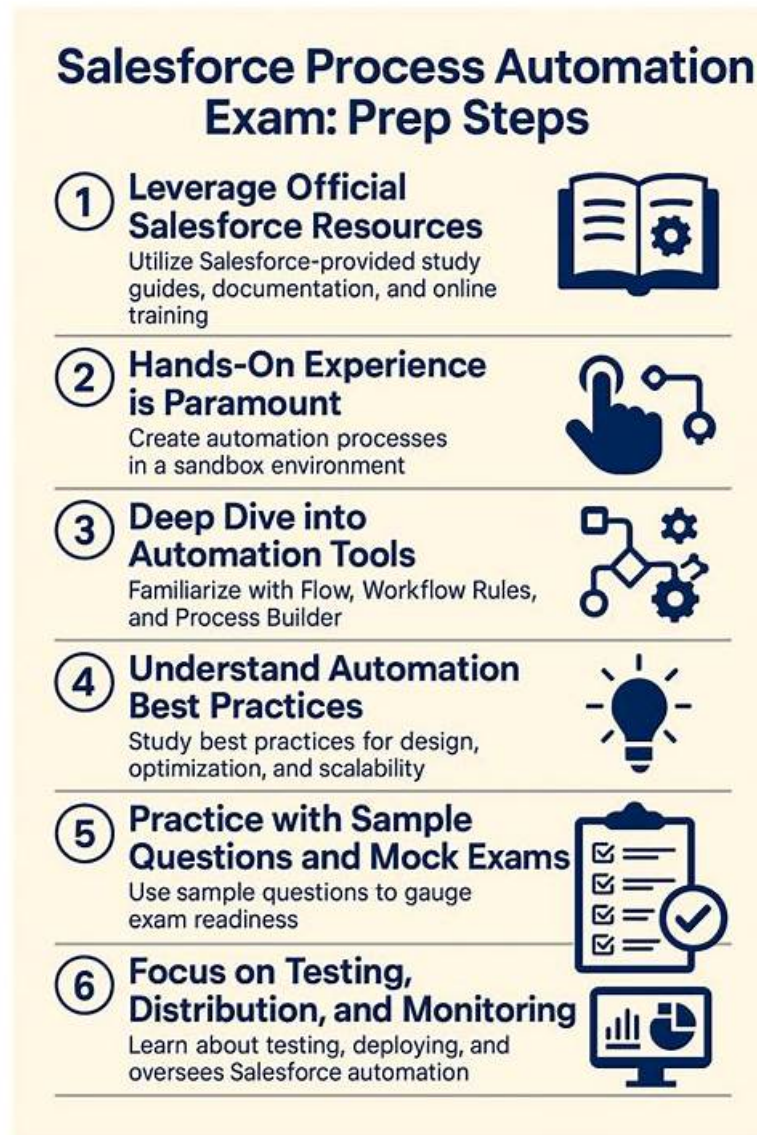 Salesforce Process Automation
Exam: Prep Steps
1
Leverage Official
Salesforce Resources
Utilize Salesforce-provided study
guides, documentation, and online
training
2
Hands-On Experience
is Paramount
Create automation processes
in a sandbox environment
3
Deep Dive into
Automation Tools
Familiarize with Flow, Workflow Rules,
and Process Builder
4
Understand Automation
Best Practices
Study best practices for design,
optimization, and scalability
5
Practice with Sample
Questions and Mock Exams
Use sample questions to gauge
exam readiness
6
Focus on Testing,
Distribution, and Monitoring
Learn about testing, deploying, and
oversees Salesforce automation